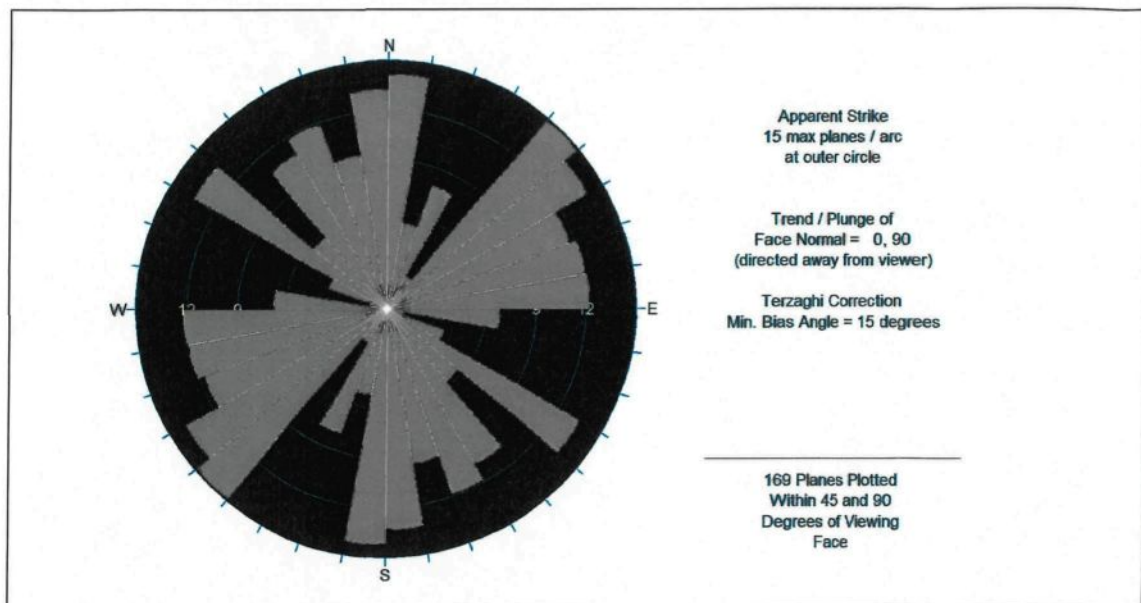 N
Apparent Strike
15 max planes / arc
at outer circle
Trend / Plunge of
Face Normal = 0, 90
(directed away from viewer)
W 12 9 9 12 E
Terzaghi Correction
Min. Bias Angle = 15 degrees
169 Planes Plotted
Within 45 and 90
Degrees of Viewing
Face
S